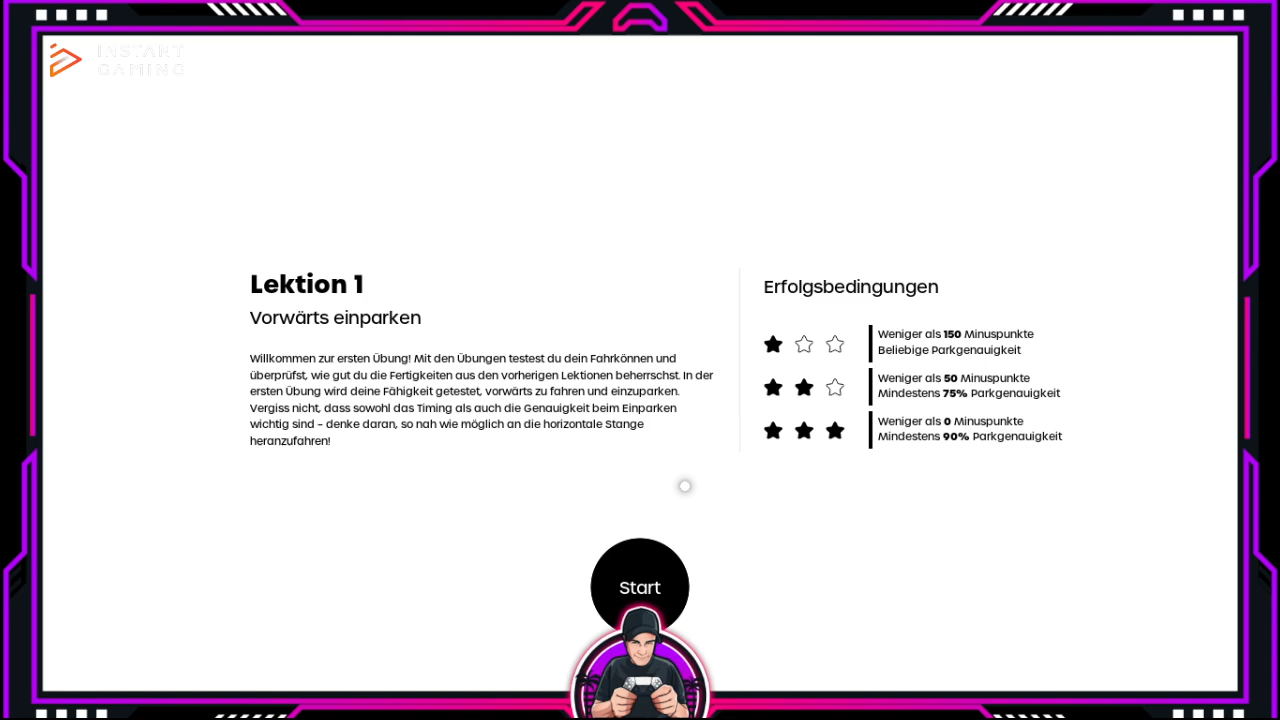 INSTANT
GAMING
Lektion 1
Vorwärts einparken
Willkommen zur ersten Übung! Mit den Übungen testest du dein Fahrkönnen und
überprüfst, wie gut du die Fertigkeiten aus den vorherigen Lektionen beherrschst. In der
ersten Übung wird deine Fähigkeit getestet, vorwärts zu fahren und einzuparken.
Vergiss nicht, dass sowohl das Timing als auch die Genauigkeit beim Einparken
wichtig sind – denke daran, so nah wie möglich an die horizontale Stange
heranzufahren!
Erfolgsbedingungen
Weniger als 150 Minuspunkte
Beliebige Parkgenauigkeit
Weniger als 50 Minuspunkte
Mindestens 75% Parkgenauigkeit
Weniger als 0 Minuspunkte
Mindestens 90% Parkgenauigkeit
Start